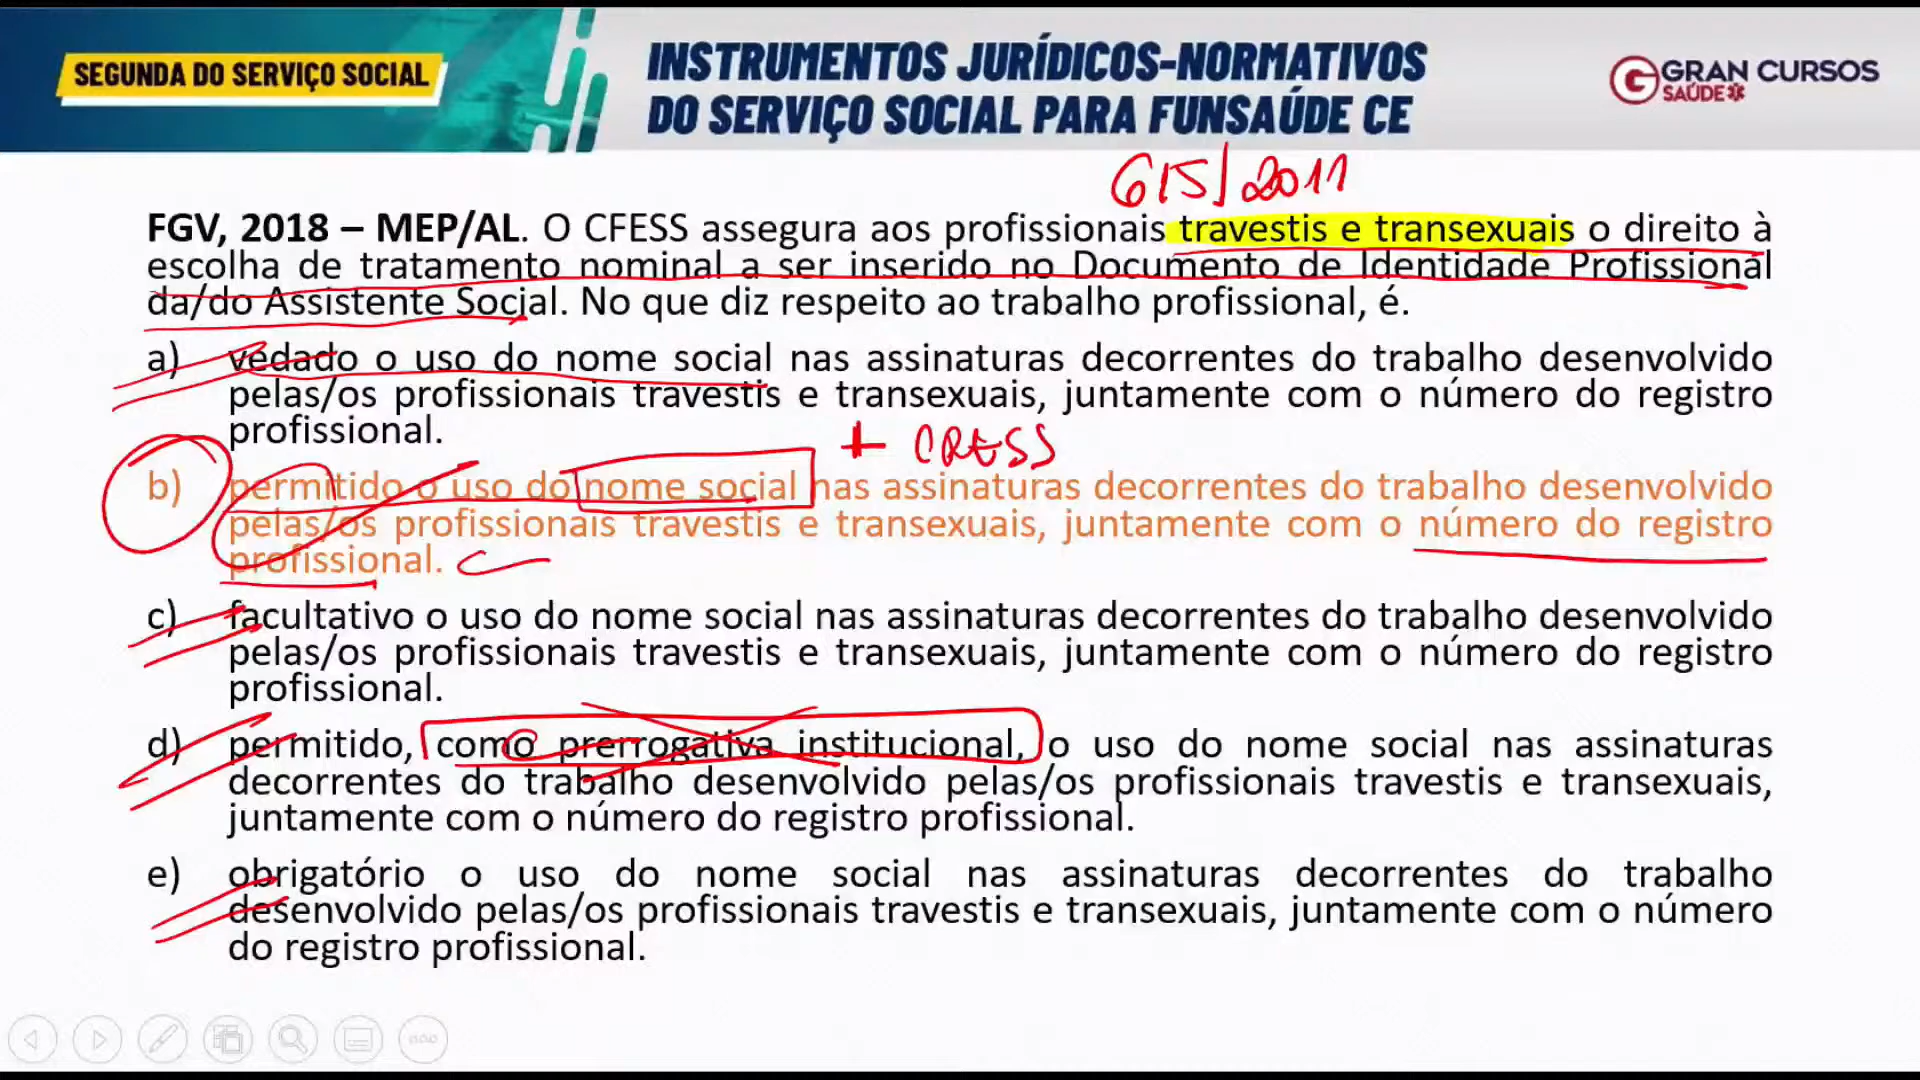 SEGUNDA DO SERVIÇO SOCIAL
INSTRUMENTOS JURÍDICOS-NORMATIVOS
DO SERVIÇO SOCIAL PARA FUNSAÚDE CE
GRAN CURSOS
SAÚDE
615/2011
FGV, 2018 – MEP/AL. O CFESS assegura aos profissionais travestis e transexuais o direito à
escolha de tratamento nominal a ser inserido no Documento de Identidade Profissional
da/do Assistente Social. No que diz respeito ao trabalho profissional, é.
a) vedado o uso do nome social nas assinaturas decorrentes do trabalho desenvolvido
pelas/os profissionais travestis e transexuais, juntamente com o número do registro
profissional.
+ CRESS
b) permitido o uso do nome social nas assinaturas decorrentes do trabalho desenvolvido
pelas/os profissionais travestis e transexuais, juntamente com o número do registro
profissional.
c) facultativo o uso do nome social nas assinaturas decorrentes do trabalho desenvolvido
pelas/os profissionais travestis e transexuais, juntamente com o número do registro
profissional.
d) permitido, como prerrogativa institucional, o uso do nome social nas assinaturas
decorrentes do trabalho desenvolvido pelas/os profissionais travestis e transexuais,
juntamente com o número do registro profissional.
e) obrigatório o uso do nome social nas assinaturas decorrentes do trabalho
desenvolvido pelas/os profissionais travestis e transexuais, juntamente com o número
do registro profissional.